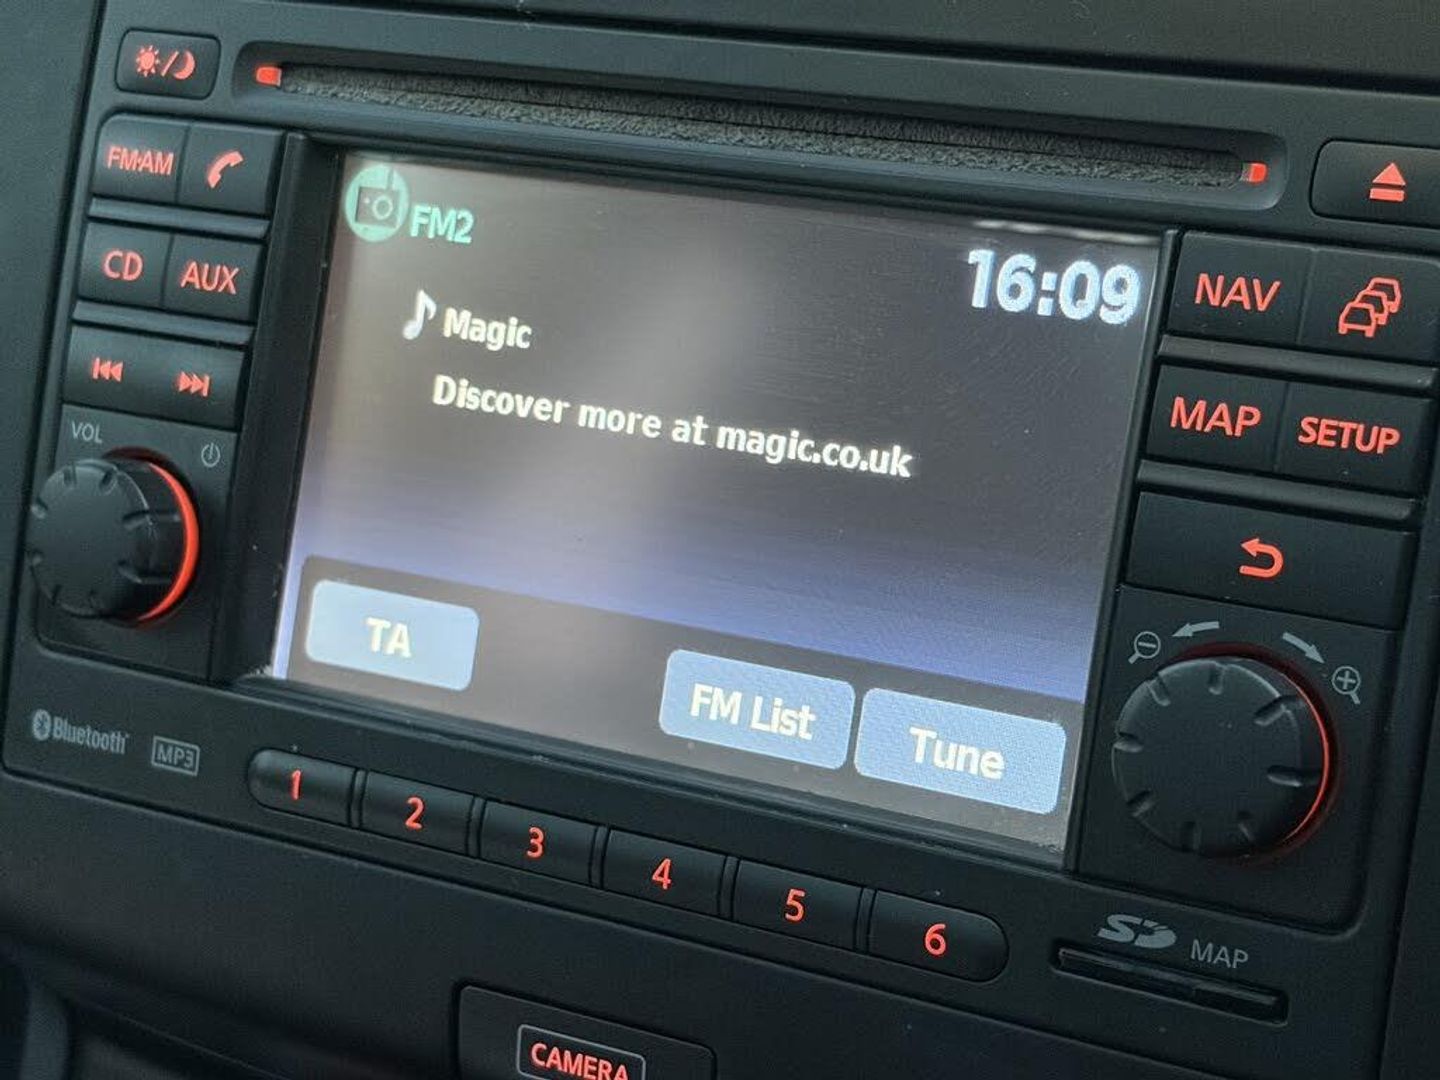 FM·AM
FM2
16:09
NAV
CD
AUX
Magic
Discover more at magic.co.uk
MAP
SETUP
VOL
TA
FM List
Tune
Bluetooth
MP3
1
2
3
4
5
6
SD MAP
CAMERA